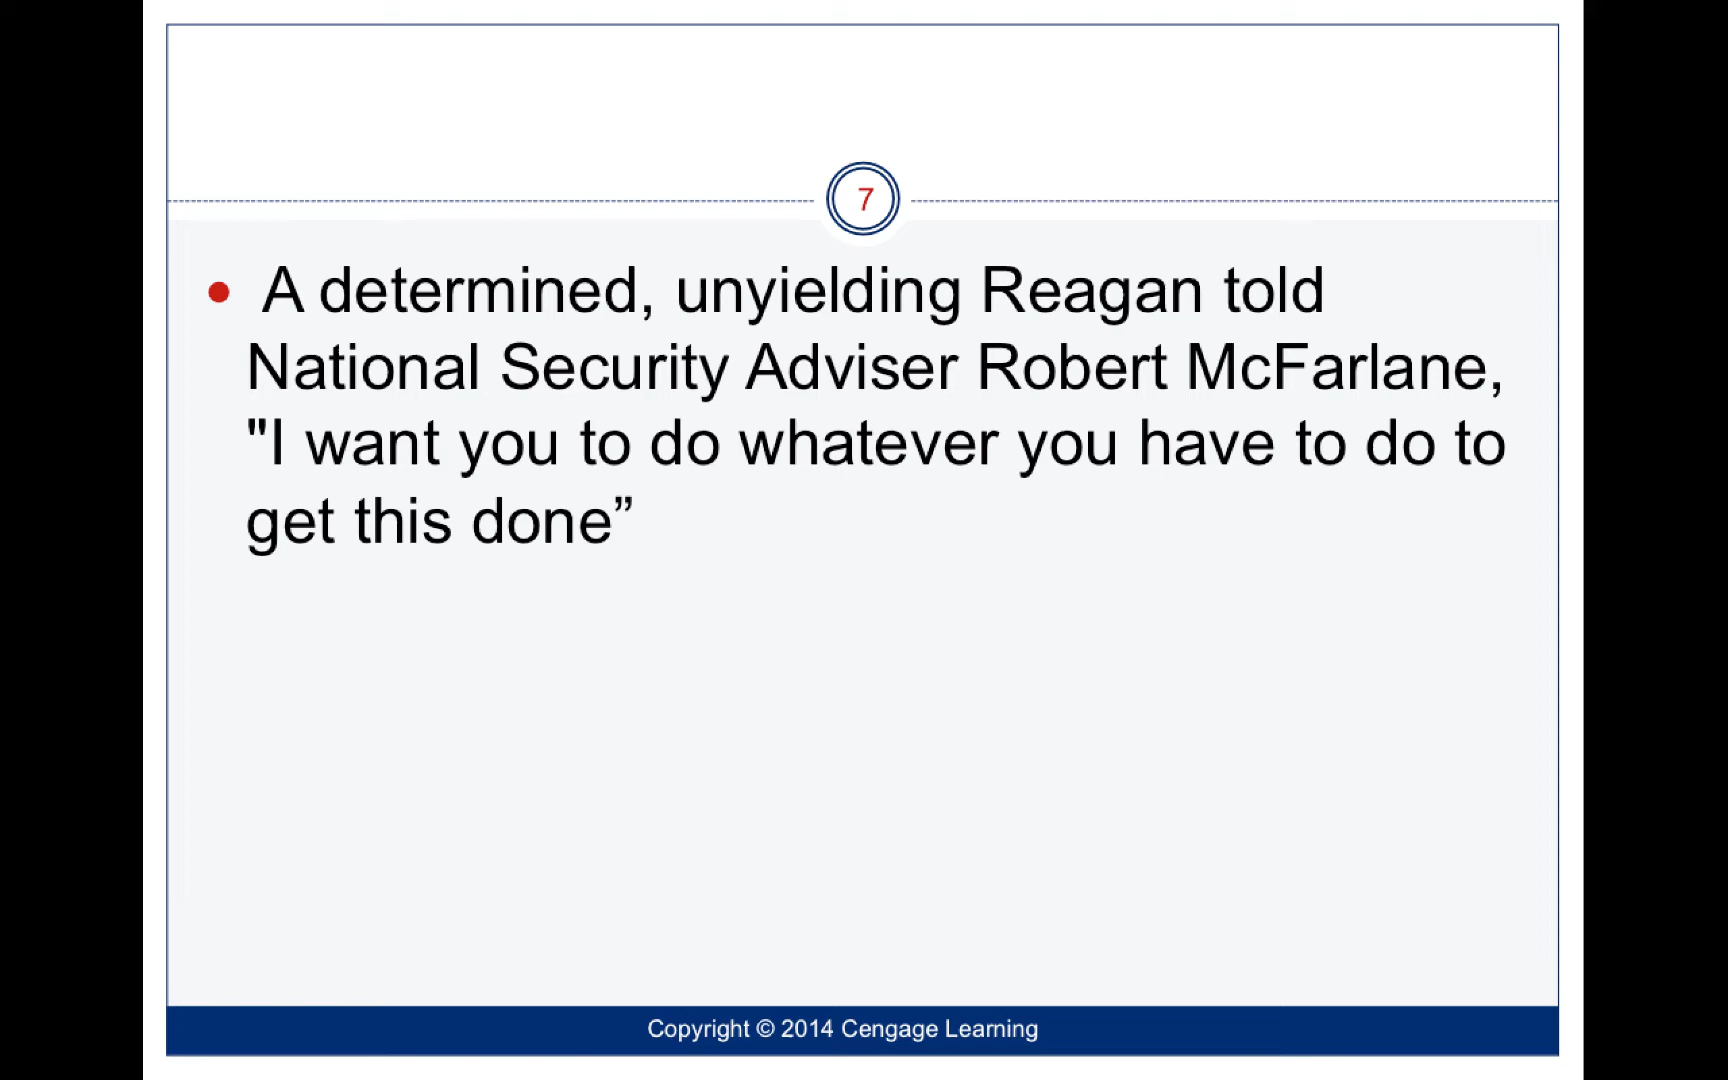 7
• A determined, unyielding Reagan told
National Security Adviser Robert McFarlane,
"I want you to do whatever you have to do to
get this done”
Copyright © 2014 Cengage Learning